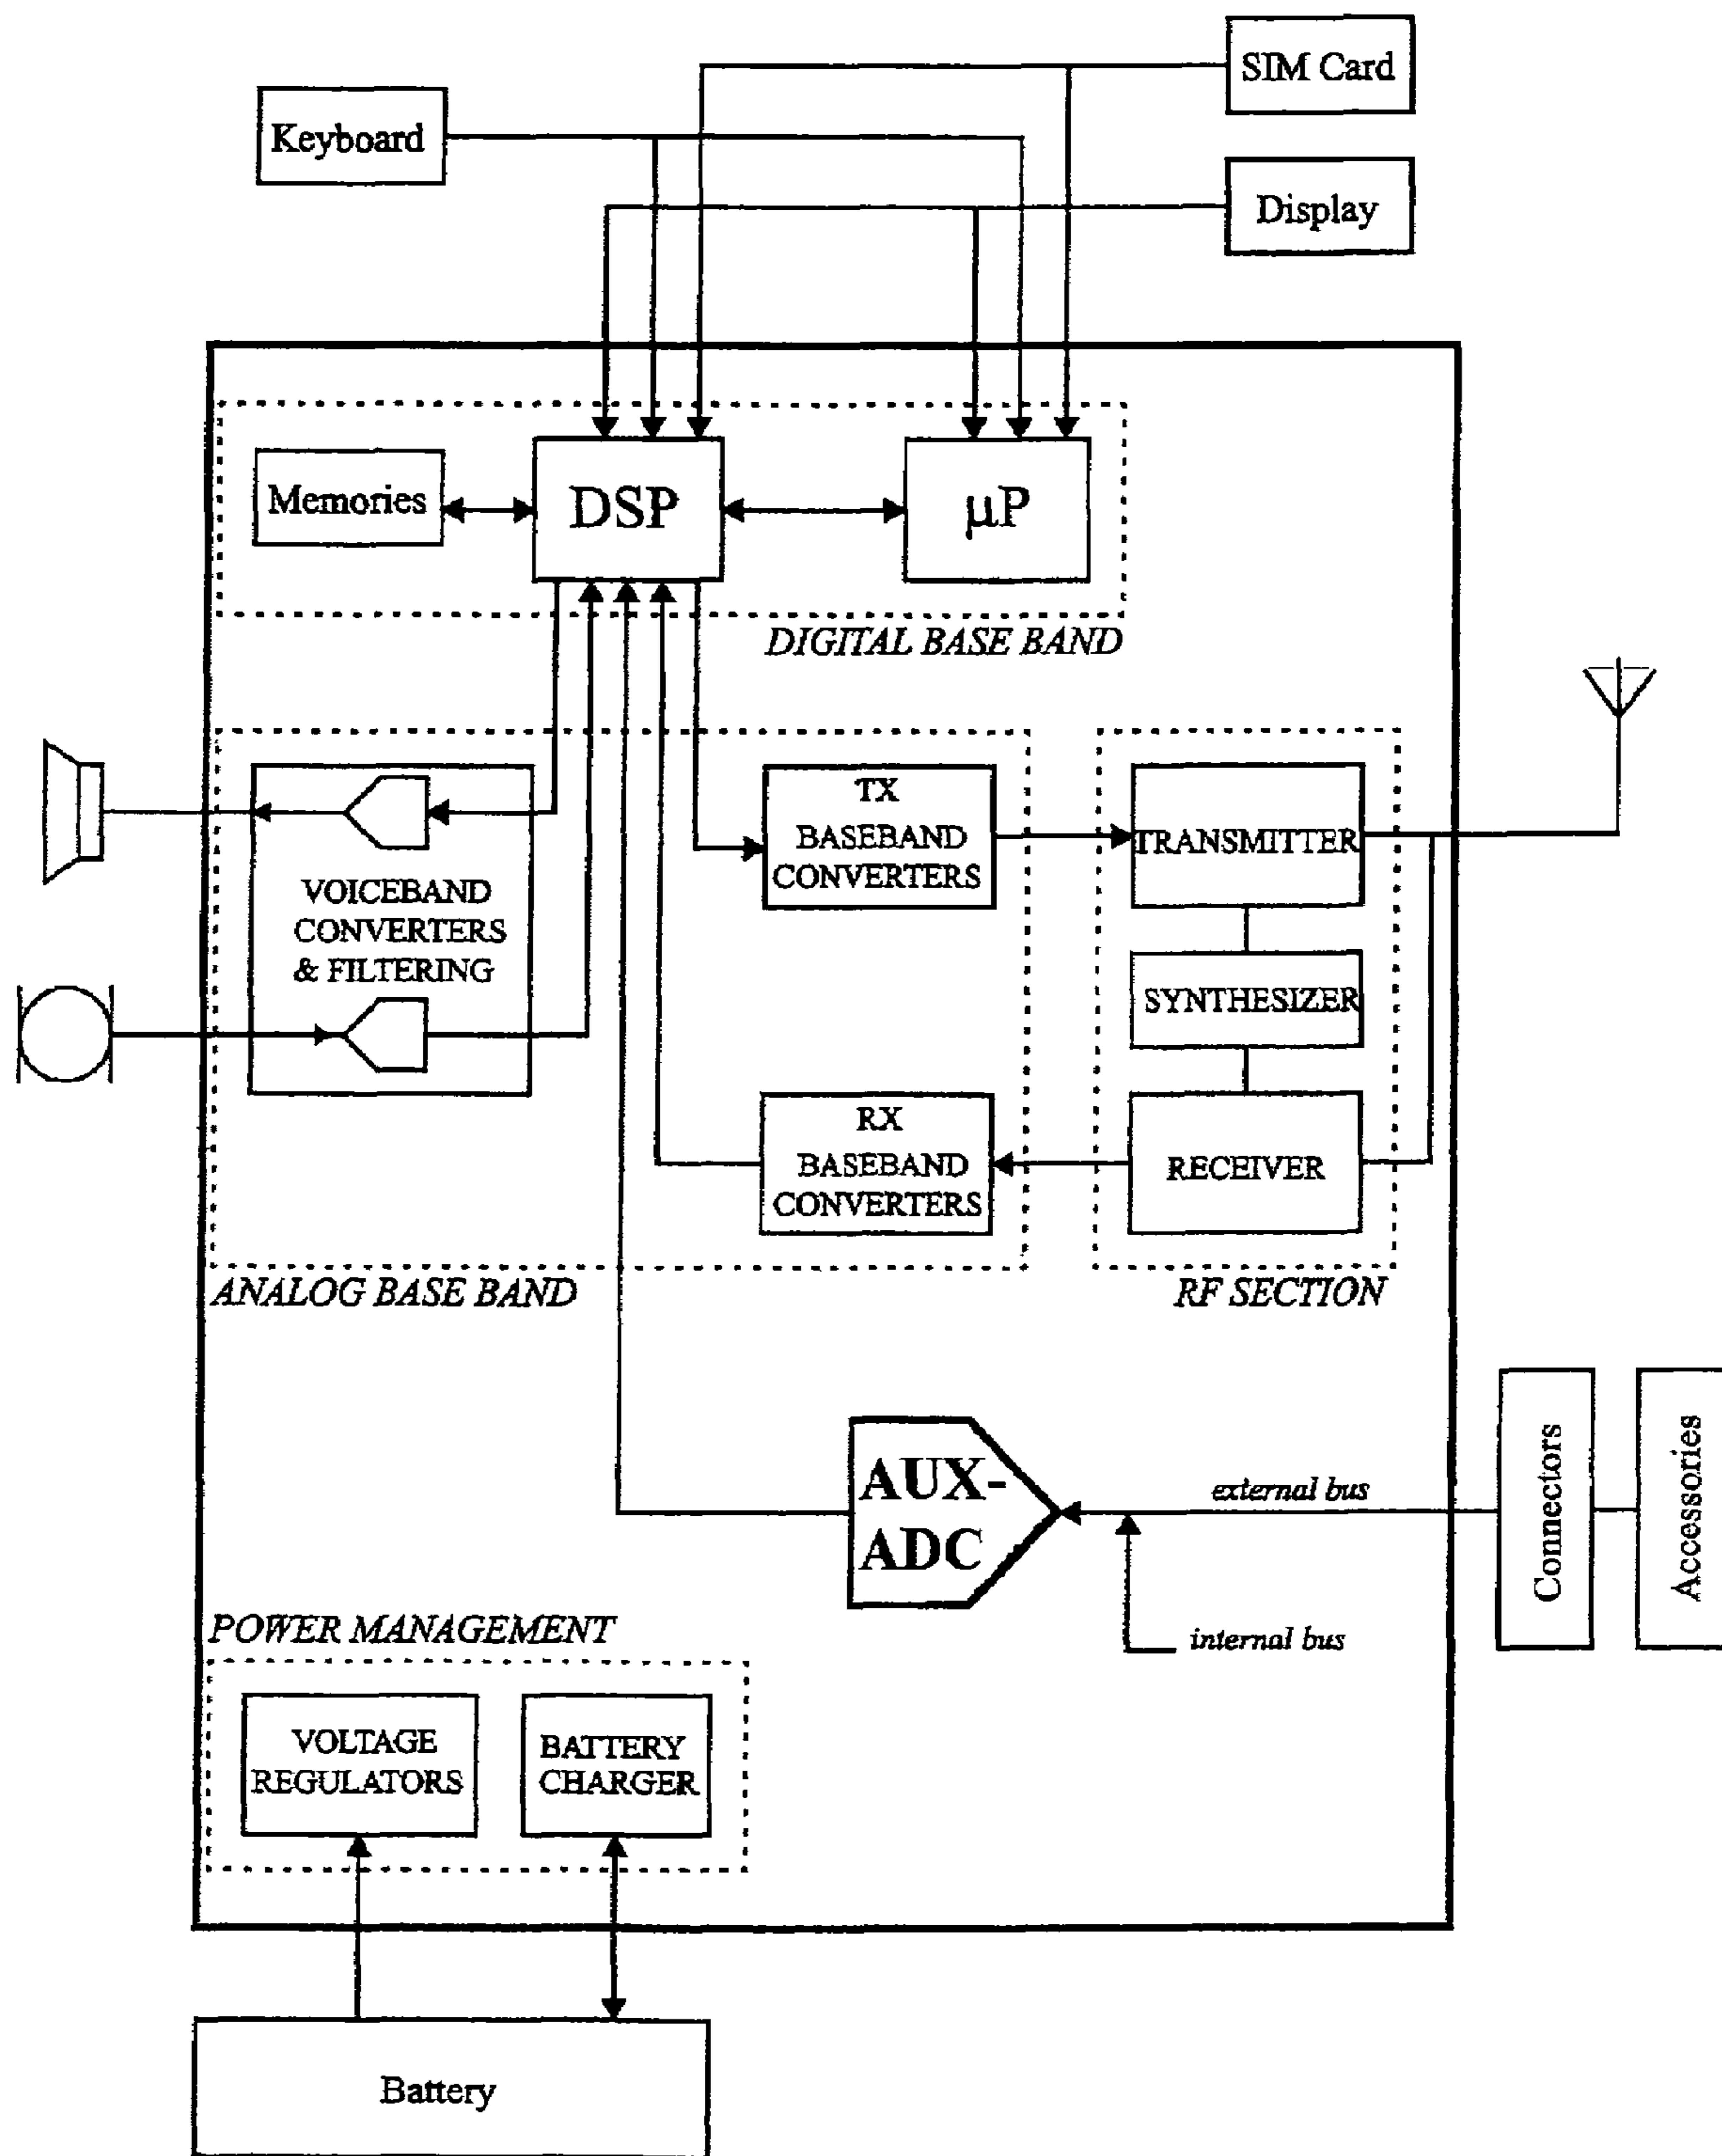 SIM Card
Keyboard
Display
Memories
DSP
µP
DIGITAL BASE BAND
TX
BASEBAND
CONVERTERS
TRANSMITTER
VOICEBAND
CONVERTERS
& FILTERING
SYNTHESIZER
RX
BASEBAND
CONVERTERS
RECEIVER
ANALOG BASE BAND
RF SECTION
AUX-
ADC
external bus
internal bus
Connectors
Accessories
POWER MANAGEMENT
VOLTAGE
REGULATORS
BATTERY
CHARGER
Battery